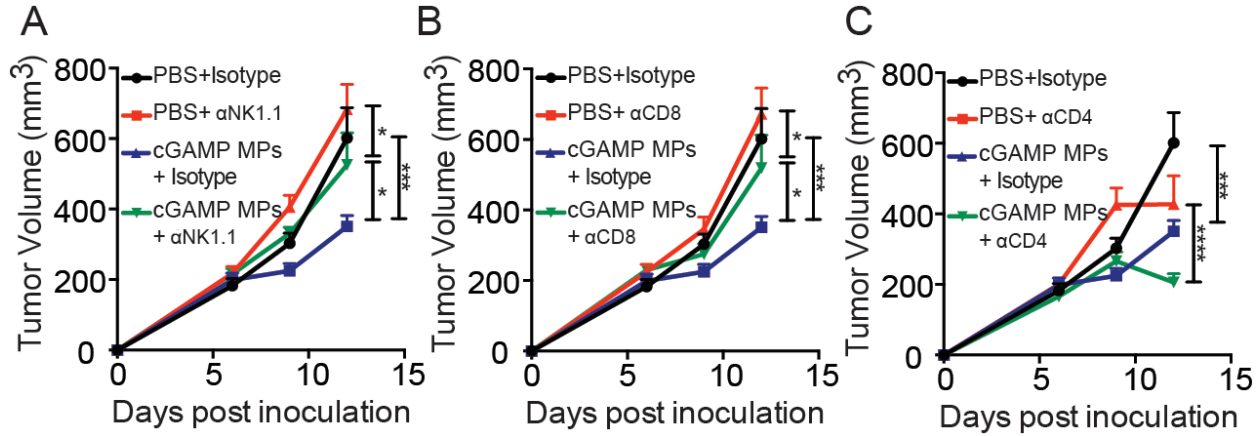 A
Tumor Volume (mm3)
800
600
400
200
0
PBS+Isotype
PBS+ αNK1.1
cGAMP MPs
+ Isotype
cGAMP MPs
+ αNK1.1
*
*
***
0
5
10
15
Days post inoculation
B
Tumor Volume (mm3)
800
600
400
200
0
PBS+Isotype
PBS+ αCD8
cGAMP MPs
+ Isotype
cGAMP MPs
+ αCD8
*
*
***
0
5
10
15
Days post inoculation
C
Tumor Volume (mm3)
800
600
400
200
0
PBS+Isotype
PBS+ αCD4
cGAMP MPs
+ Isotype
cGAMP MPs
+ αCD4
***
****
0
5
10
15
Days post inoculation